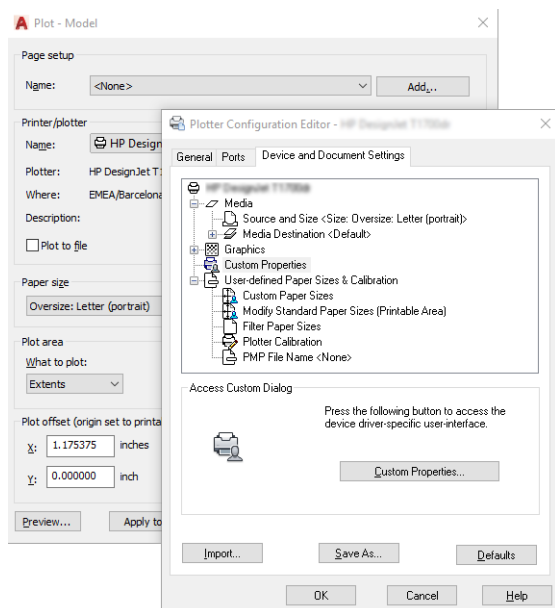 Plot - Model
Page setup
Name:
<None>
Add...
Printer/plotter
Name:
HP Design
Plotter:
HP DesignJet T1
Where:
EMEA/Barcelona
Description:
Plot to file
Paper size
Oversize: Letter (portrait)
Plot area
What to plot:
Extents
Plot offset (origin set to printa
X:
1.175375
inches
Y:
0.000000
inch
Preview...
Apply to
Plotter Configuration Editor -
General
Ports
Device and Document Settings
Media
Source and Size <Size: Oversize: Letter (portrait)>
Media Destination <Default>
Graphics
Custom Properties
User-defined Paper Sizes & Calibration
Custom Paper Sizes
Modify Standard Paper Sizes (Printable Area)
Filter Paper Sizes
Plotter Calibration
PMP File Name <None>
Access Custom Dialog
Press the following button to access the
device driver-specific user-interface.
Custom Properties...
Import...
Save As...
Defaults
OK
Cancel
Help